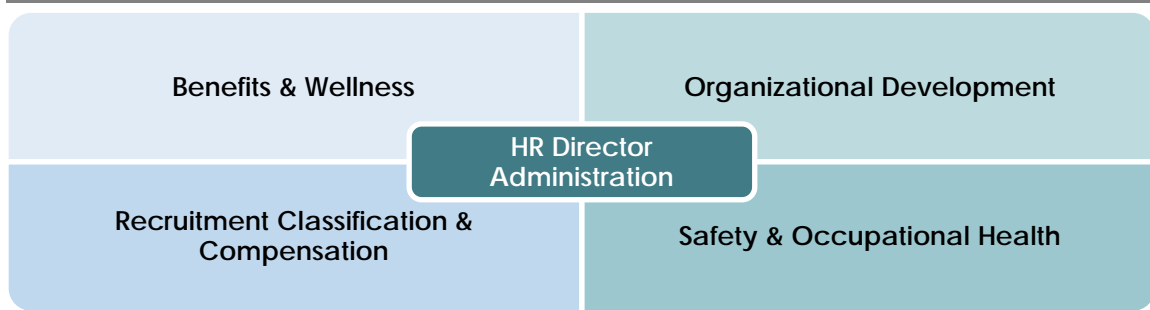 Benefits & Wellness
Organizational Development
HR Director
Administration
Recruitment Classification &
Compensation
Safety & Occupational Health